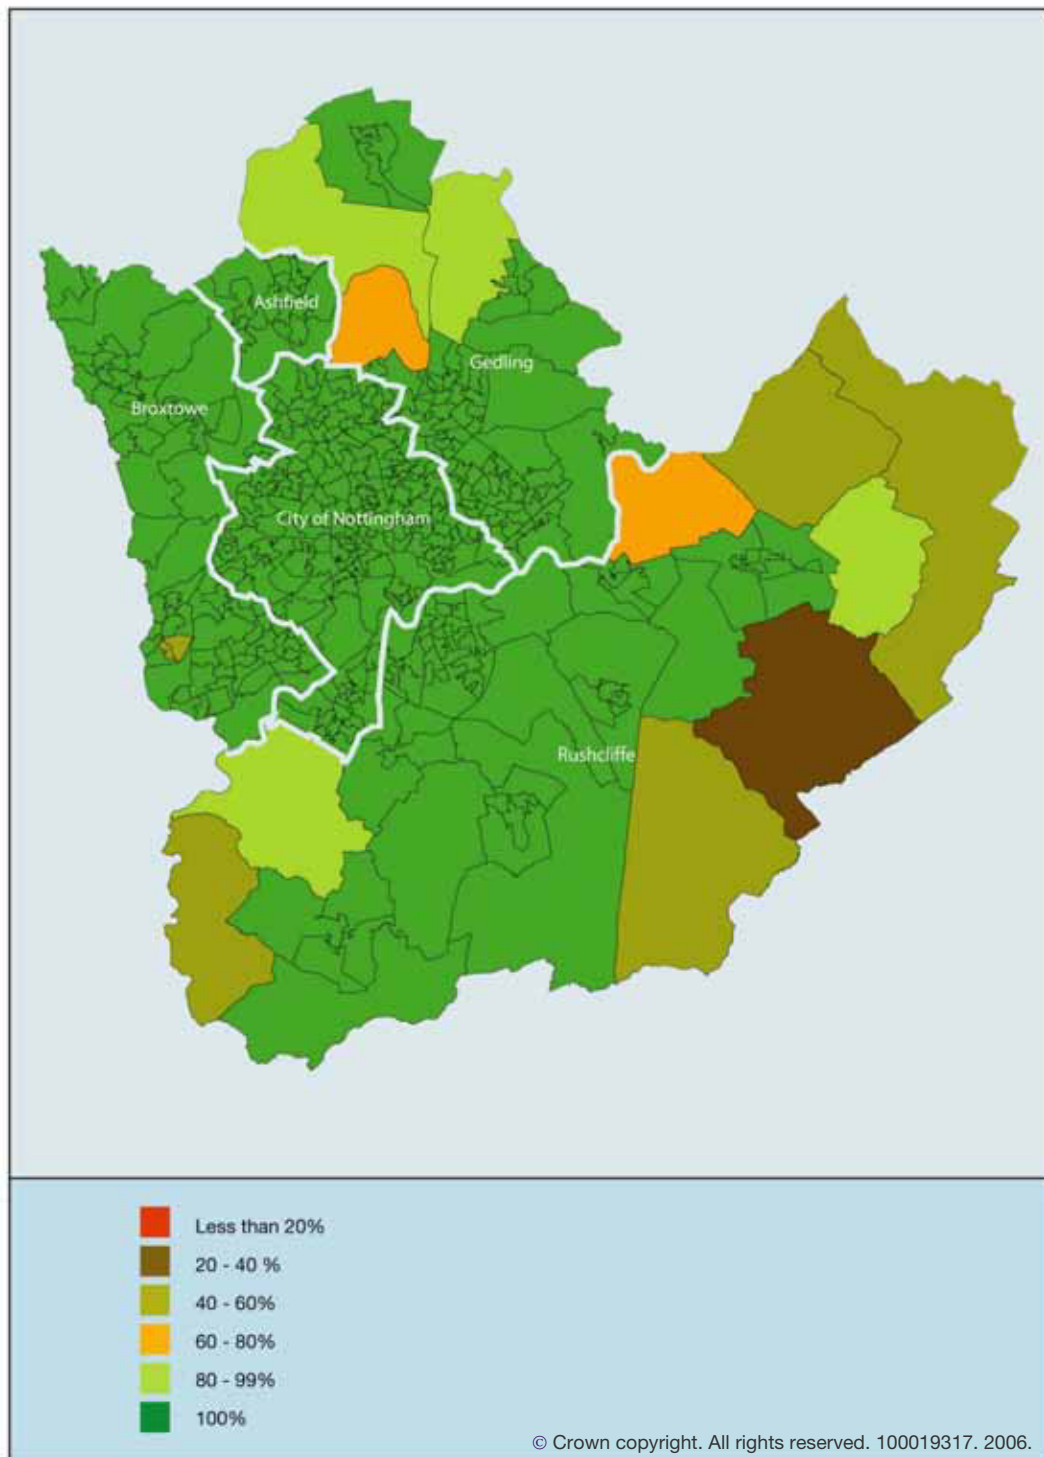 Ashfield
Gedling
Broxtowe
City of Nottingham
Rushcliffe
Less than 20%
20 - 40 %
40 - 60%
60 - 80%
80 - 99%
100%
© Crown copyright. All rights reserved. 100019317. 2006.